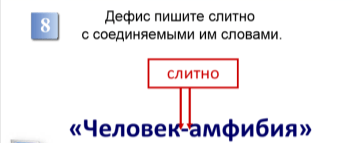 8
Дефис пишите слитно
с соединяемыми им словами.
СЛИТНО
«Человек-амфибия»